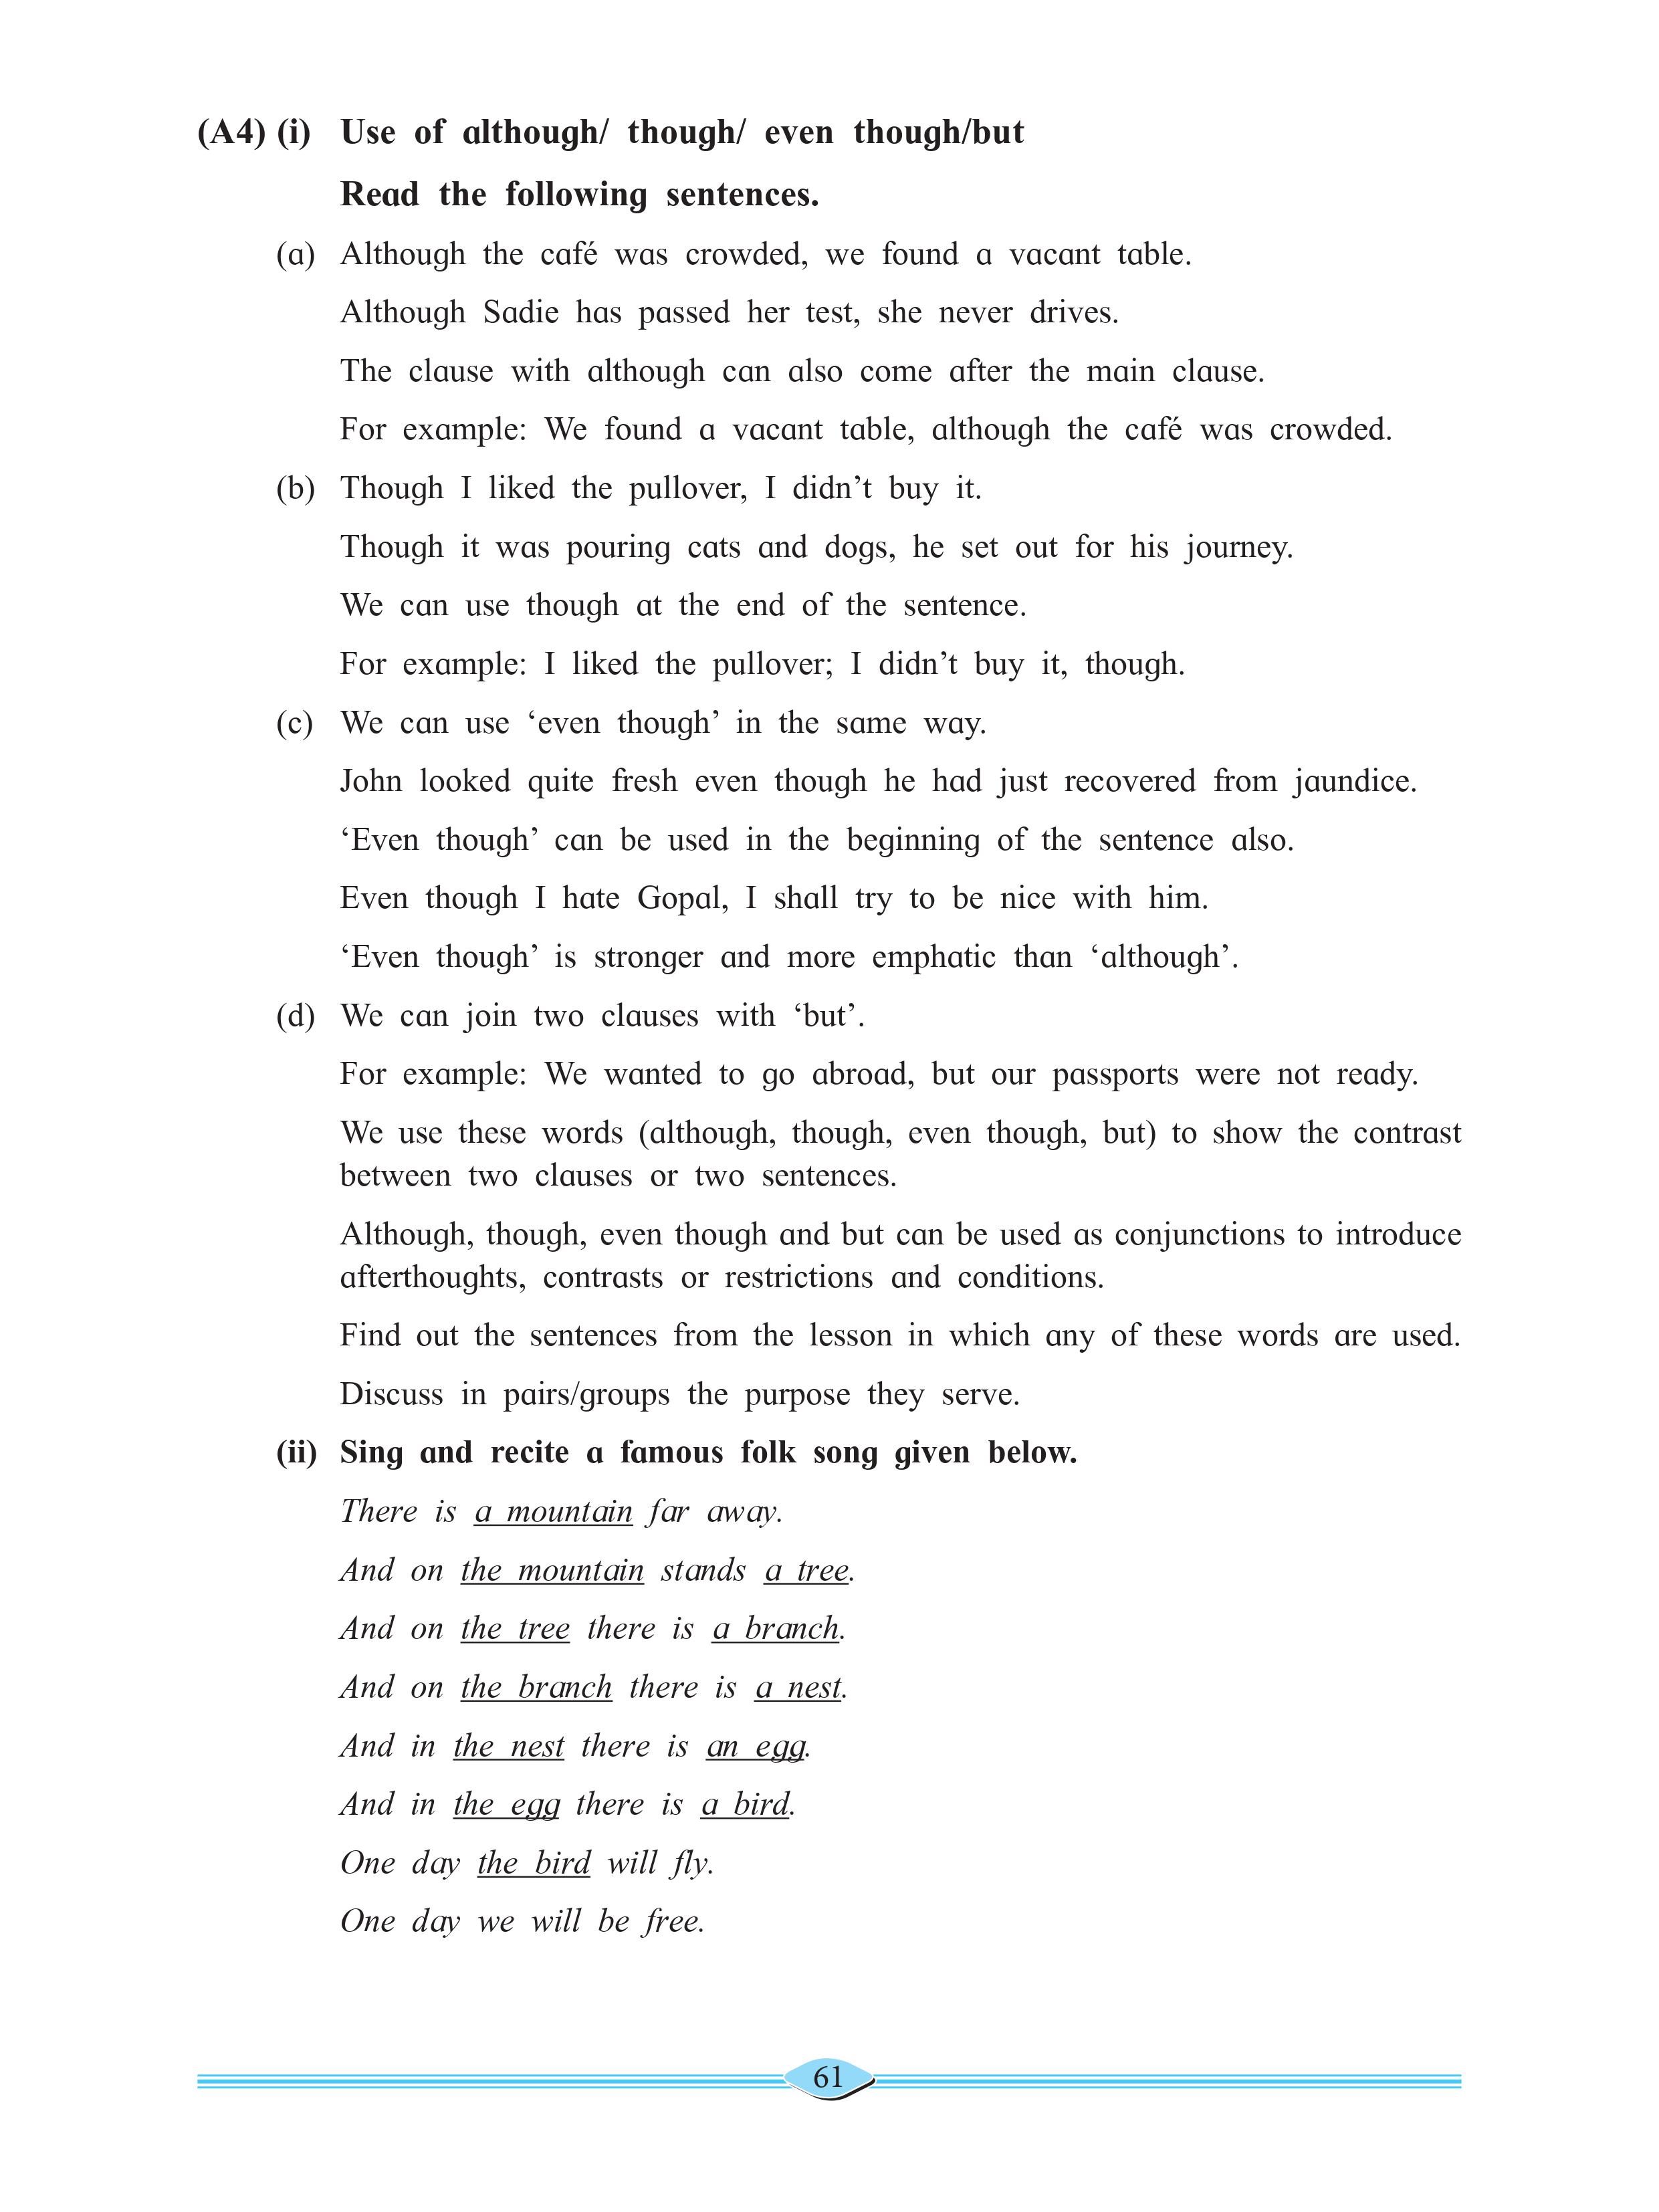 (A4) (i) Use of although/ though/ even though/but
Read the following sentences.
(a) Although the café was crowded, we found a vacant table.
Although Sadie has passed her test, she never drives.
The clause with although can also come after the main clause.
For example: We found a vacant table, although the café was crowded.
(b) Though I liked the pullover, I didn’t buy it.
Though it was pouring cats and dogs, he set out for his journey.
We can use though at the end of the sentence.
For example: I liked the pullover; I didn’t buy it, though.
(c) We can use ‘even though’ in the same way.
John looked quite fresh even though he had just recovered from jaundice.
‘Even though’ can be used in the beginning of the sentence also.
Even though I hate Gopal, I shall try to be nice with him.
‘Even though’ is stronger and more emphatic than ‘although’.
(d) We can join two clauses with ‘but’.
For example: We wanted to go abroad, but our passports were not ready.
We use these words (although, though, even though, but) to show the contrast
between two clauses or two sentences.
Although, though, even though and but can be used as conjunctions to introduce
afterthoughts, contrasts or restrictions and conditions.
Find out the sentences from the lesson in which any of these words are used.
Discuss in pairs/groups the purpose they serve.
(ii) Sing and recite a famous folk song given below.
There is a mountain far away.
And on the mountain stands a tree.
And on the tree there is a branch.
And on the branch there is a nest.
And in the nest there is an egg.
And in the egg there is a bird.
One day the bird will fly.
One day we will be free.
61